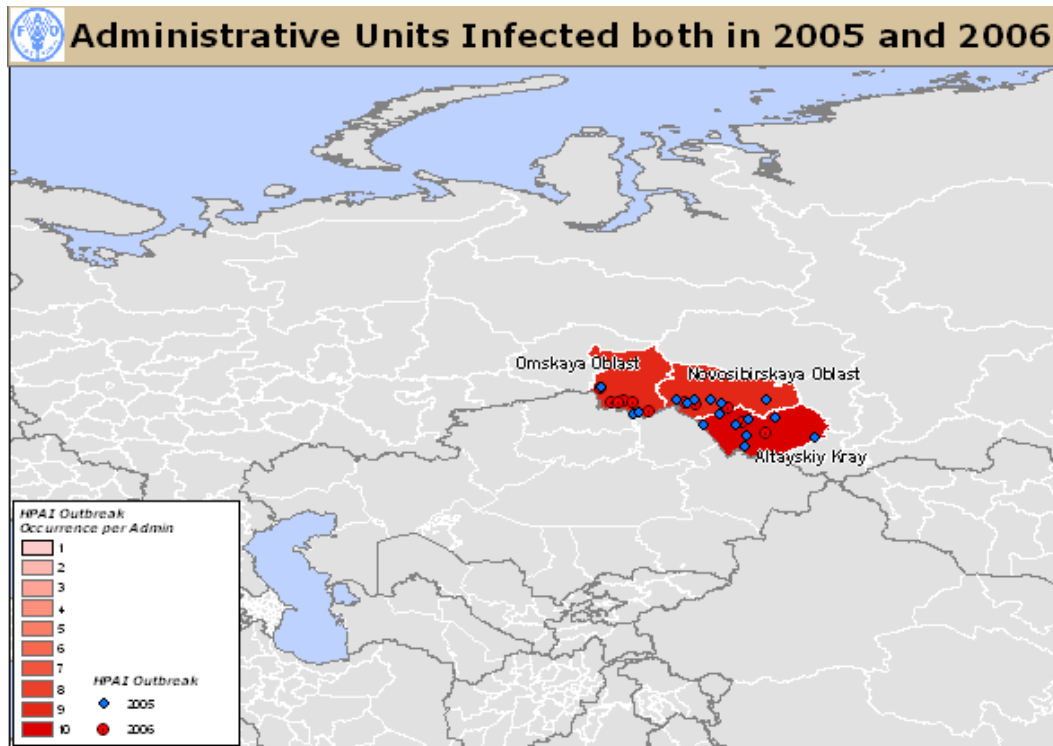 Administrative Units Infected both in 2005 and 2006
Omskaya Oblast
Novosibirskaya Oblast
Altayskiy Kray
HPAI Outbreak
Occurrence per Admin
1
2
3
4
5
6
7
8
9
10
HPAI Outbreak
2005
2006